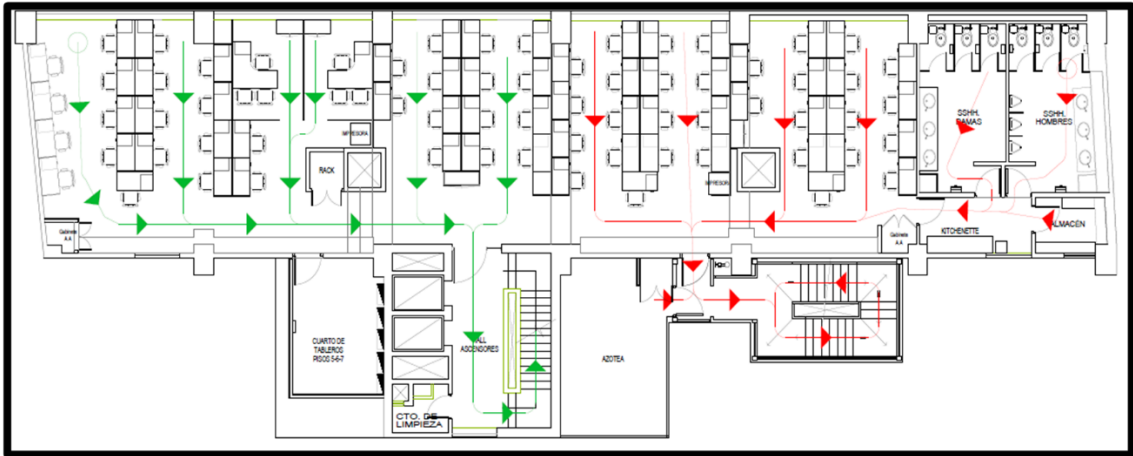 SSHH.
DAMAS
SSHH.
HOMBRES
IMPRESORA
RACK
IMPRESORA
Gabinete
A.A
Gabinete
A.A
KITCHENETTE
ALMACÉN
CUARTO DE
TABLEROS
PISOS 5-6-7
HALL
ASCENSORES
AZOTEA
CTO. DE
LIMPIEZA